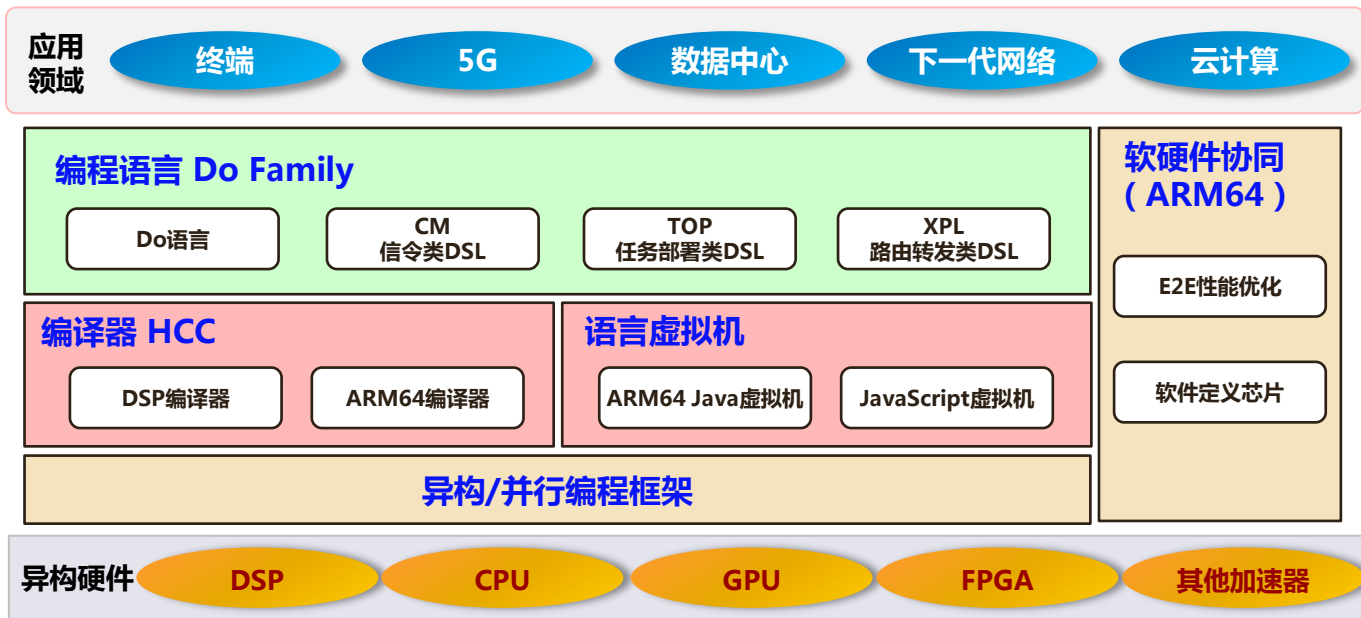 应用
领域
终端
5G
数据中心
下一代网络
云计算
编程语言 Do Family
Do语言
CM
信令类DSL
TOP
任务部署类DSL
XPL
路由转发类DSL
软硬件协同
（ARM64）
E2E性能优化
软件定义芯片
编译器 HCC
DSP编译器
ARM64编译器
语言虚拟机
ARM64 Java虚拟机
JavaScript虚拟机
异构/并行编程框架
异构硬件
DSP
CPU
GPU
FPGA
其他加速器